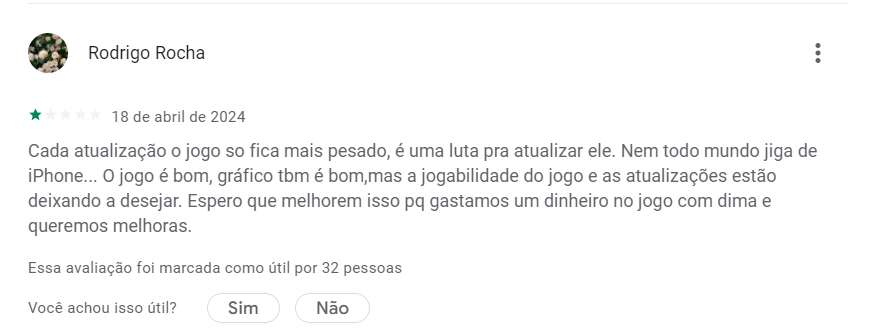 Rodrigo Rocha
18 de abril de 2024
Cada atualização o jogo so fica mais pesado, é uma luta pra atualizar ele. Nem todo mundo jiga de
iPhone... O jogo é bom, gráfico tbm é bom,mas a jogabilidade do jogo e as atualizações estão
deixando a desejar. Espero que melhorem isso pq gastamos um dinheiro no jogo com dima e
queremos melhoras.
Essa avaliação foi marcada como útil por 32 pessoas
Você achou isso útil? Sim Não